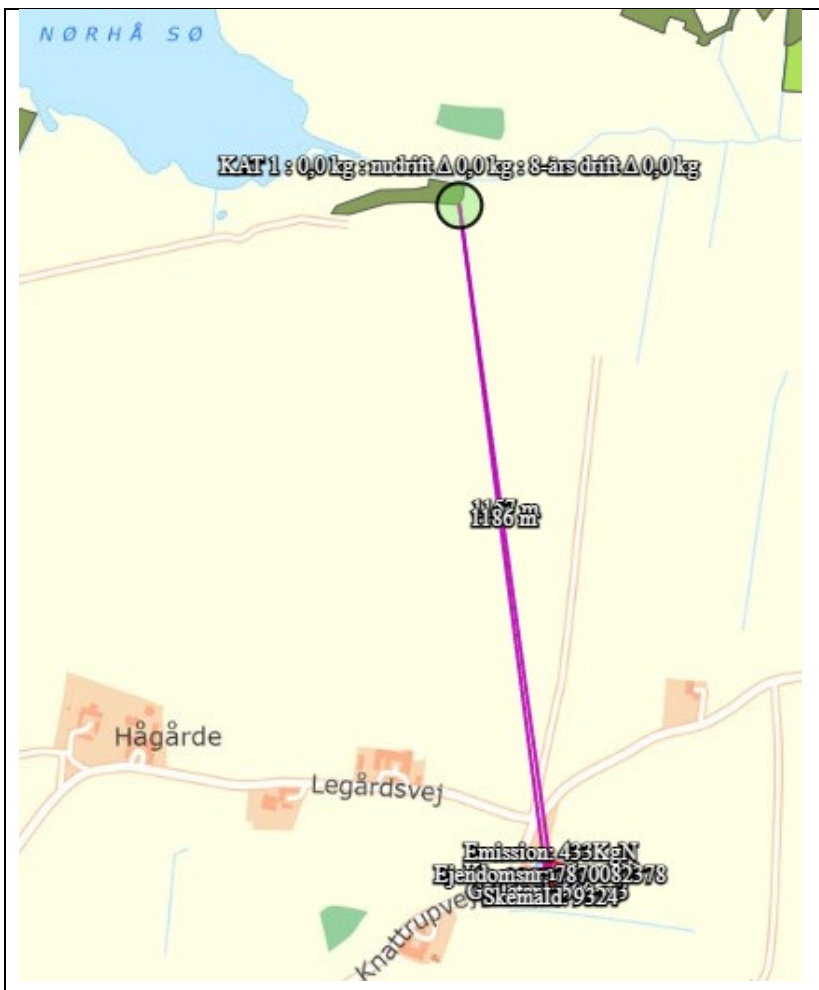 NØRHÅ SØ
KAT 1 : 0,0 kg : nudrift Δ 0,0 kg : 8-års drift Δ 0,0 kg
1186 m
Hågårde
Legårdsvej
Emission: 433KgN
Ejendomsnr: 7870082378
SkemaId: 9324
Knattrupvej